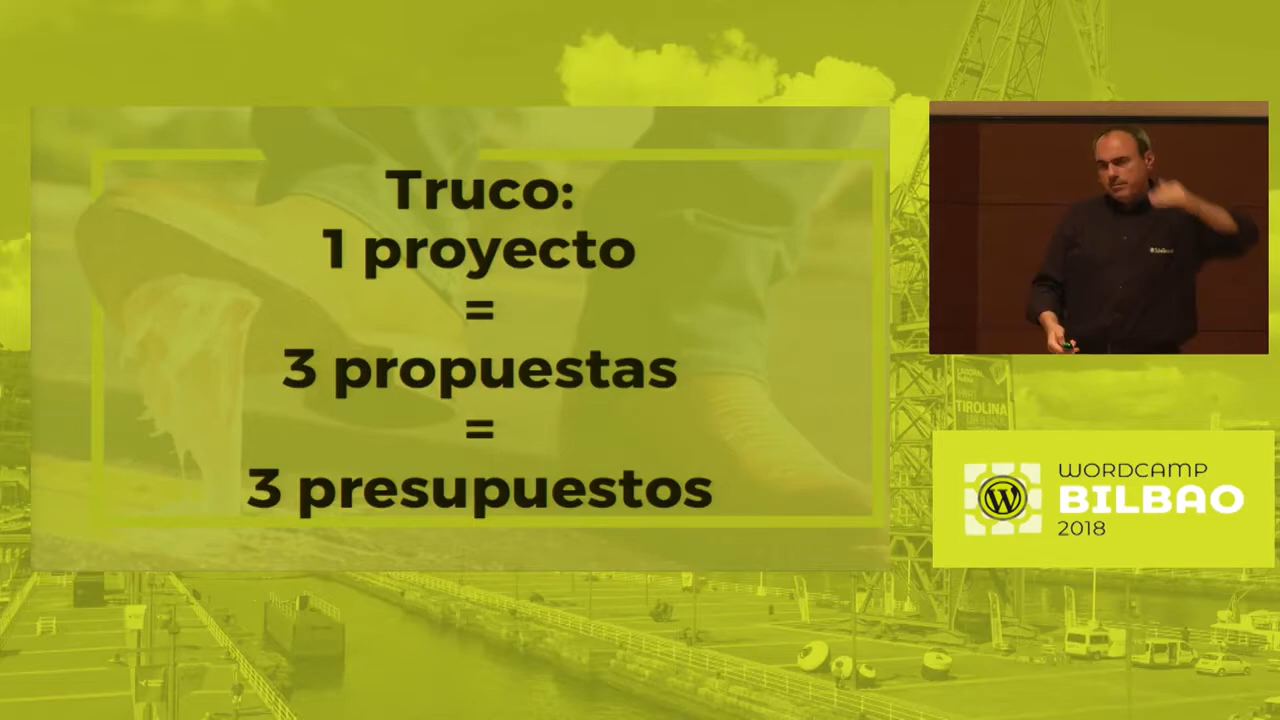 Truco:
1 proyecto
=
3 propuestas
=
3 presupuestos
TIROLINA
WORDCAMP
BILBAO
2018